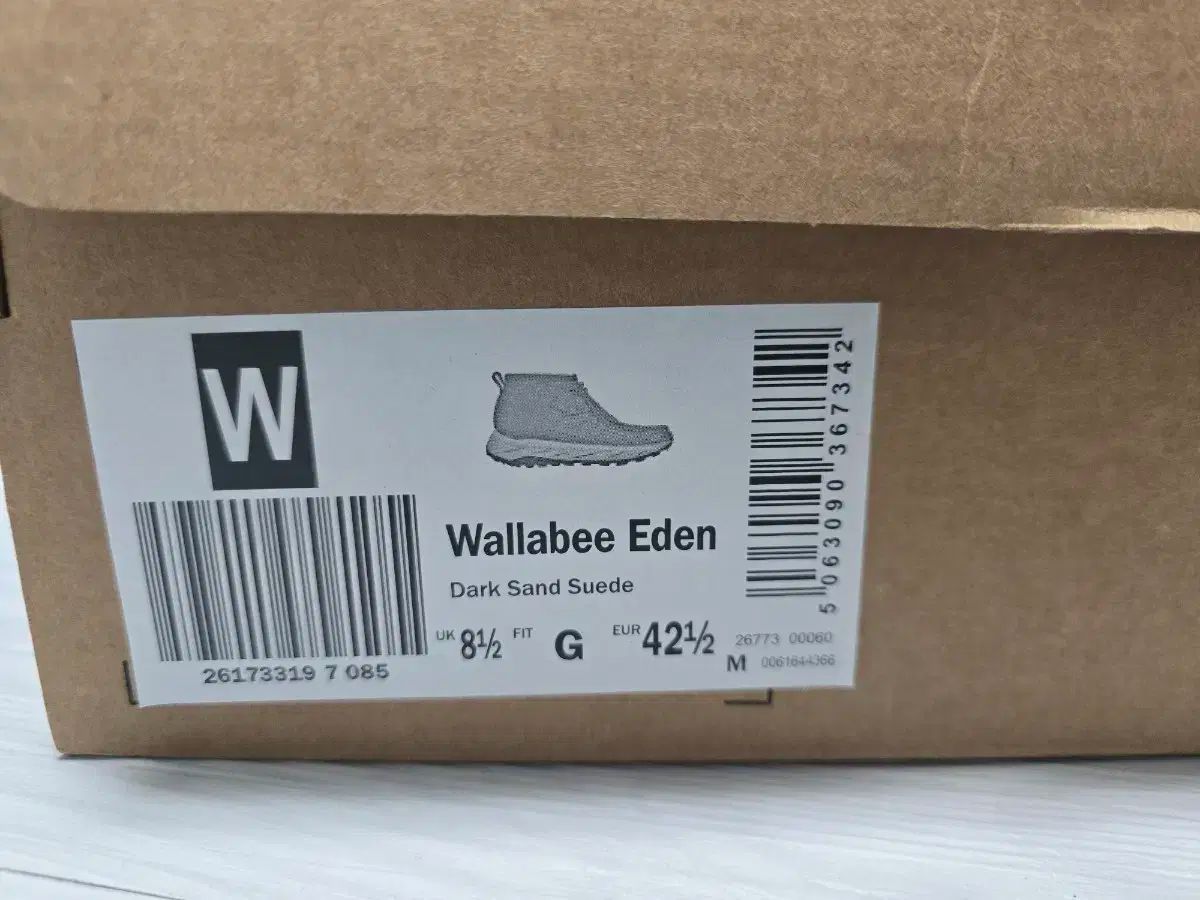 W
26173319 7 085
Wallabee Eden
Dark Sand Suede
UK 8½ FIT G EUR 42½
5 063090 367342
26773 00060
M 0061644366